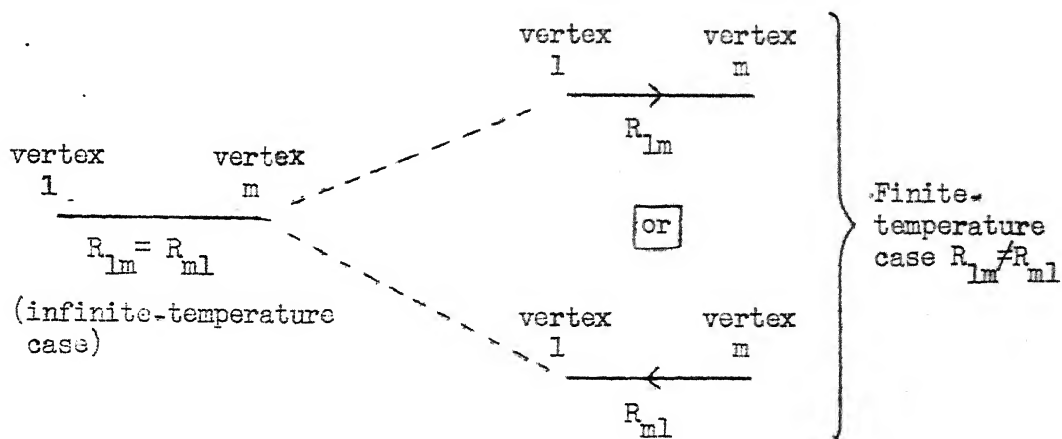 vertex vertex
1 m
R_lm
vertex vertex
1 m
R_lm = R_ml
(infinite-temperature
case)
or
Finite-
temperature
case R_lm≠R_ml
vertex vertex
1 m
R_ml